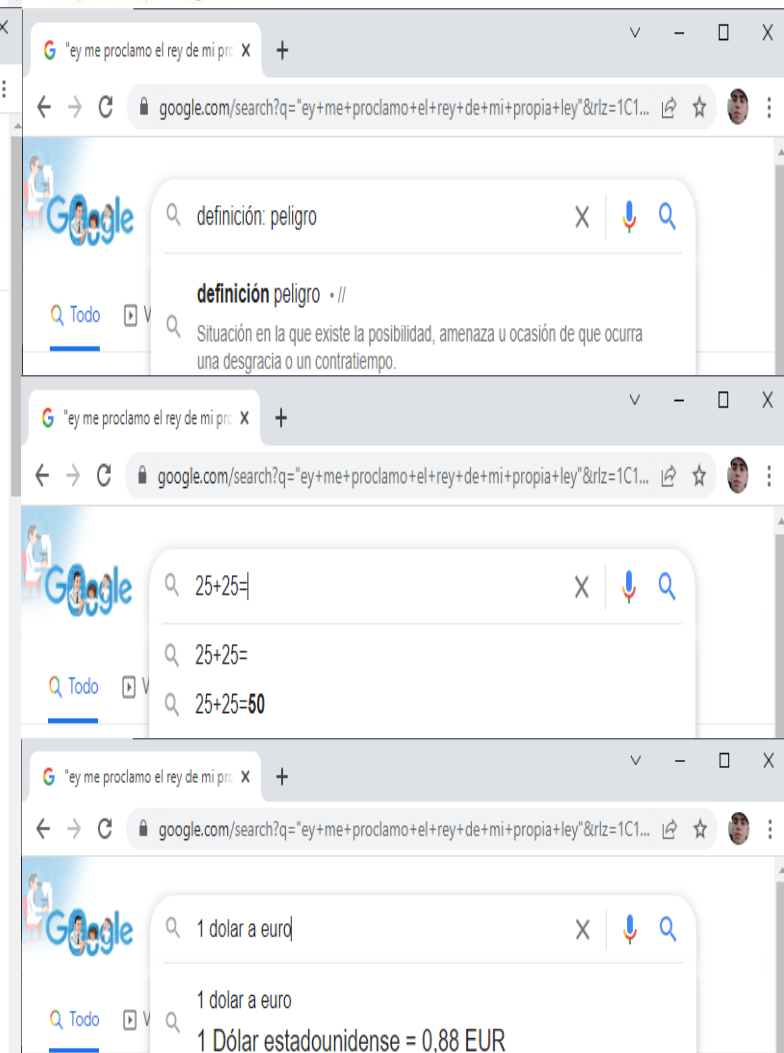 "ey me proclamo el rey de mi pro
google.com/search?q="ey+me+proclamo+el+rey+de+mi+propia+ley"&rlz=1C1...
Google
definición: peligro
Todo
V
definición peligro • //
Situación en la que existe la posibilidad, amenaza u ocasión de que ocurra
una desgracia o un contratiempo.
"ey me proclamo el rey de mi pro
google.com/search?q="ey+me+proclamo+el+rey+de+mi+propia+ley"&rlz=1C1...
Google
25+25=
25+25=
Todo
V
25+25=50
"ey me proclamo el rey de mi pro
google.com/search?q="ey+me+proclamo+el+rey+de+mi+propia+ley"&rlz=1C1...
Google
1 dolar a euro
1 dolar a euro
Todo
V
1 Dólar estadounidense = 0,88 EUR